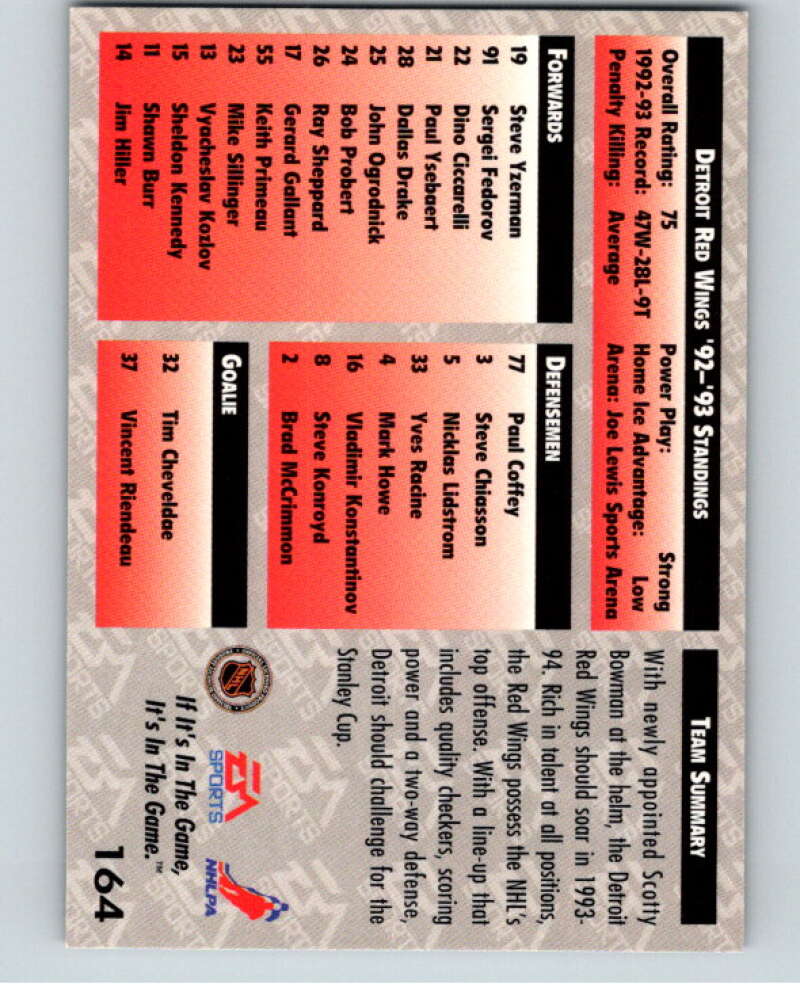 DETROIT RED WINGS '92–'93 STANDINGS
Overall Rating: 75 Power Play: Strong
1992-93 Record: 47W-28L-9T Home Ice Advantage: Low
Penalty Killing: Average Arena: Joe Lewis Sports Arena
FORWARDS
19 Steve Yzerman
91 Sergei Fedorov
22 Dino Ciccarelli
21 Paul Ysebaert
28 Dallas Drake
25 John Ogrodnick
24 Bob Probert
26 Ray Sheppard
17 Gerard Gallant
55 Keith Primeau
23 Mike Sillinger
13 Vyacheslav Kozlov
15 Sheldon Kennedy
11 Shawn Burr
14 Jim Hiller
DEFENSEMEN
77 Paul Coffey
3 Steve Chiasson
5 Nicklas Lidstrom
33 Yves Racine
4 Mark Howe
16 Vladimir Konstantinov
8 Steve Konroyd
2 Brad McCrimmon
GOALIE
32 Tim Cheveldae
37 Vincent Riendeau
TEAM SUMMARY
With newly appointed Scotty
Bowman at the helm, the Detroit
Red Wings should soar in 1993-
94. Rich in talent at all positions,
the Red Wings possess the NHL's
top offense. With a line-up that
includes quality checkers, scoring
power and a two-way defense,
Detroit should challenge for the
Stanley Cup.
NHL
EA
SPORTS
NHLPA
If It's In The Game,
It's In The Game.™
164